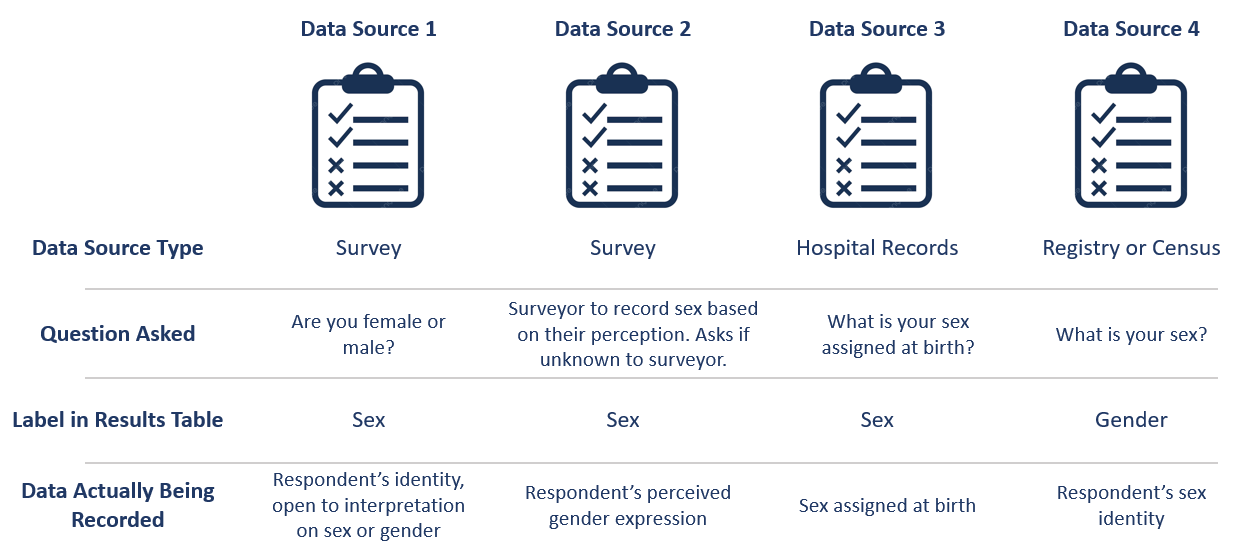 Data Source 1
Data Source 2
Data Source 3
Data Source 4
Data Source Type
Survey
Survey
Hospital Records
Registry or Census
Question Asked
Are you female or
male?
Surveyor to record sex based
on their perception. Asks if
unknown to surveyor.
What is your sex
assigned at birth?
What is your sex?
Label in Results Table
Sex
Sex
Sex
Gender
Data Actually Being
Recorded
Respondent’s identity,
open to interpretation
on sex or gender
Respondent’s perceived
gender expression
Sex assigned at birth
Respondent’s sex
identity